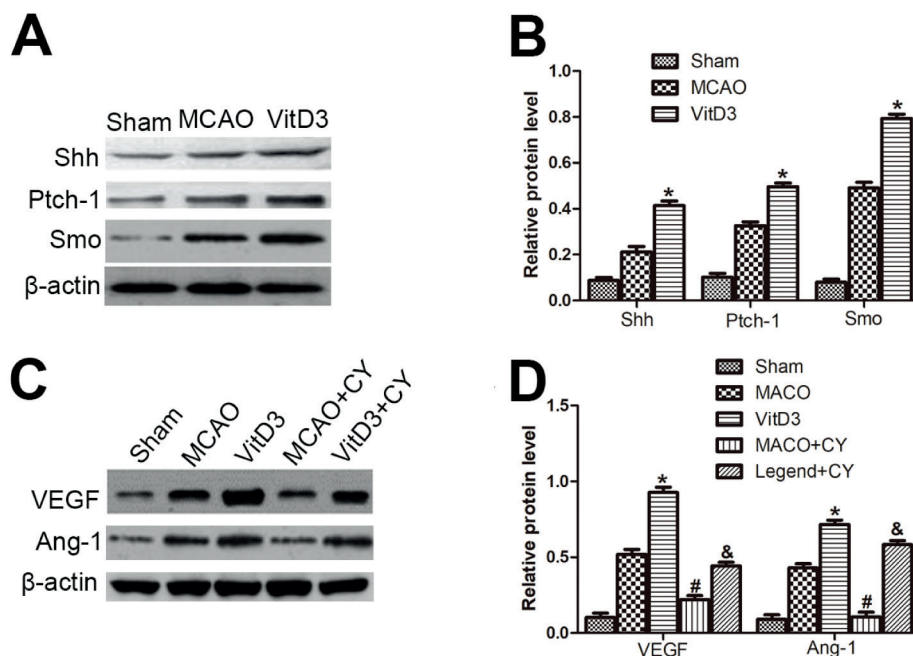 A
Sham MCAO VitD3
Shh
Ptch-1
Smo
β-actin
B
Sham
MCAO
VitD3
Relative protein level
1.0
0.8
0.6
0.4
0.2
0.0
*
*
*
Shh Ptch-1 Smo
C
Sham MCAO VitD3 MCAO+CY VitD3+CY
VEGF
Ang-1
β-actin
D
Sham
MACO
VitD3
MACO+CY
Legend+CY
Relative protein level
1.5
1.0
0.5
0.0
*
#
&
*
#
&
VEGF Ang-1